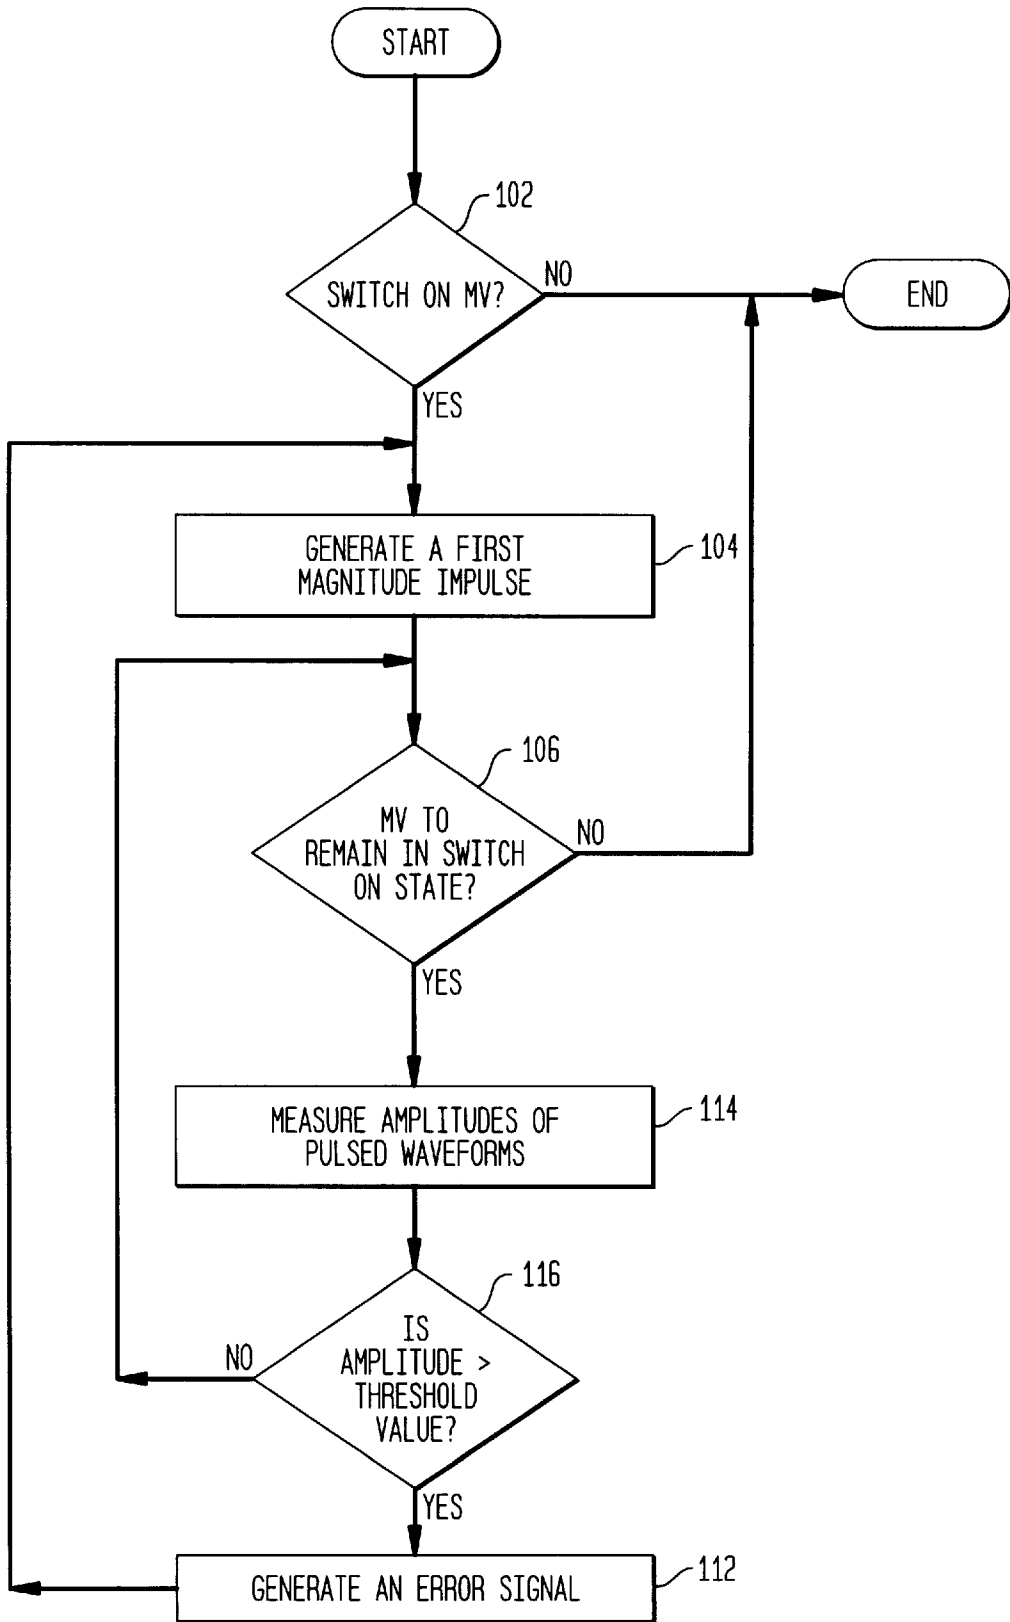 START
102
SWITCH ON MV?
NO
END
YES
GENERATE A FIRST
MAGNITUDE IMPULSE
104
106
MV TO
REMAIN IN SWITCH
ON STATE?
NO
YES
MEASURE AMPLITUDES OF
PULSED WAVEFORMS
114
116
IS
AMPLITUDE >
THRESHOLD
VALUE?
NO
YES
GENERATE AN ERROR SIGNAL
112